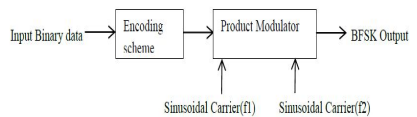 Input Binary data
Encoding
scheme
Product Modulator
BFSK Output
Sinusoidal Carrier(f1)
Sinusoidal Carrier(f2)